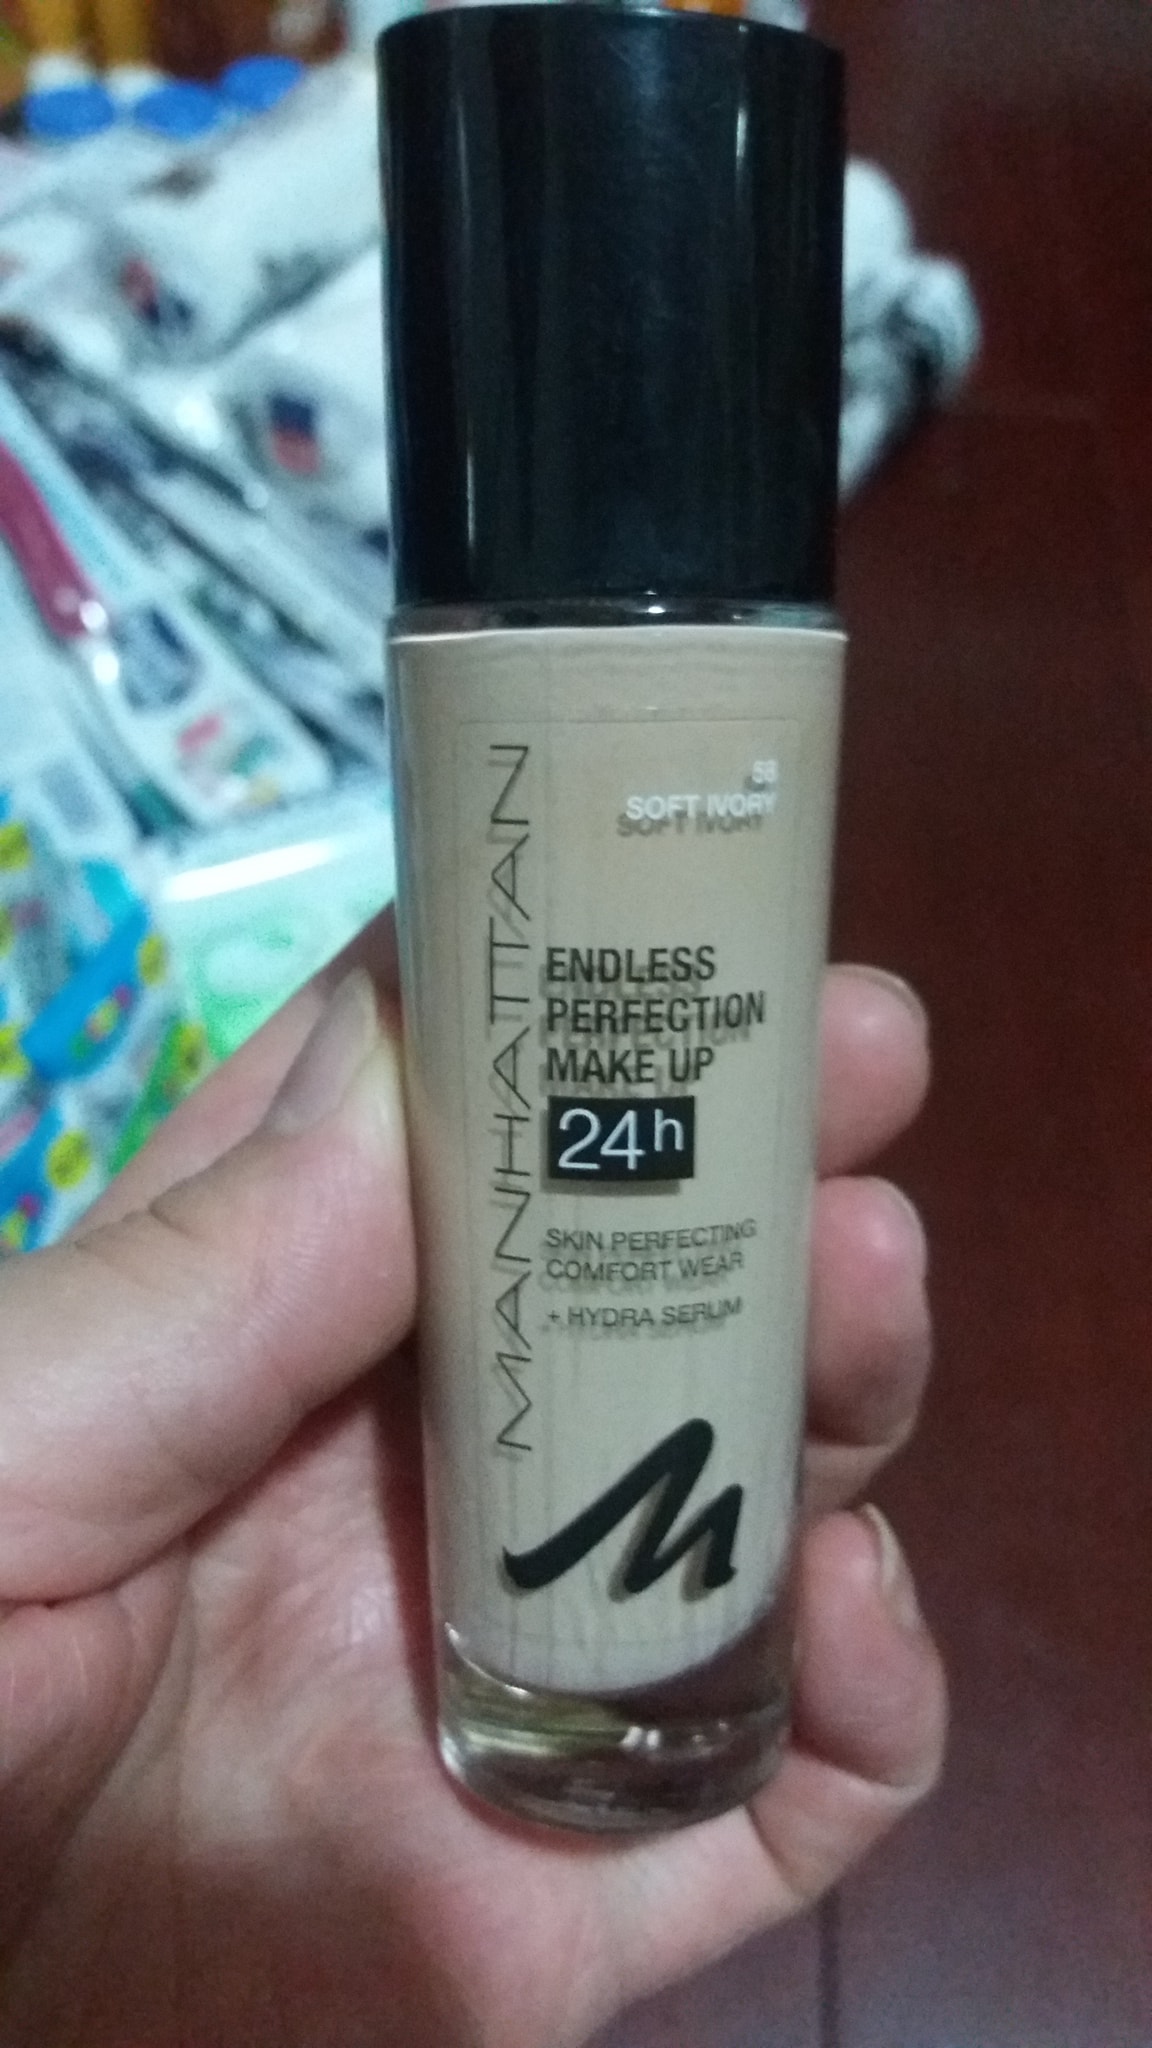 58
SOFT IVORY
MANHATTAN
ENDLESS
PERFECTION
MAKE UP
24h
SKIN PERFECTING
COMFORT WEAR
+ HYDRA SERUM
M